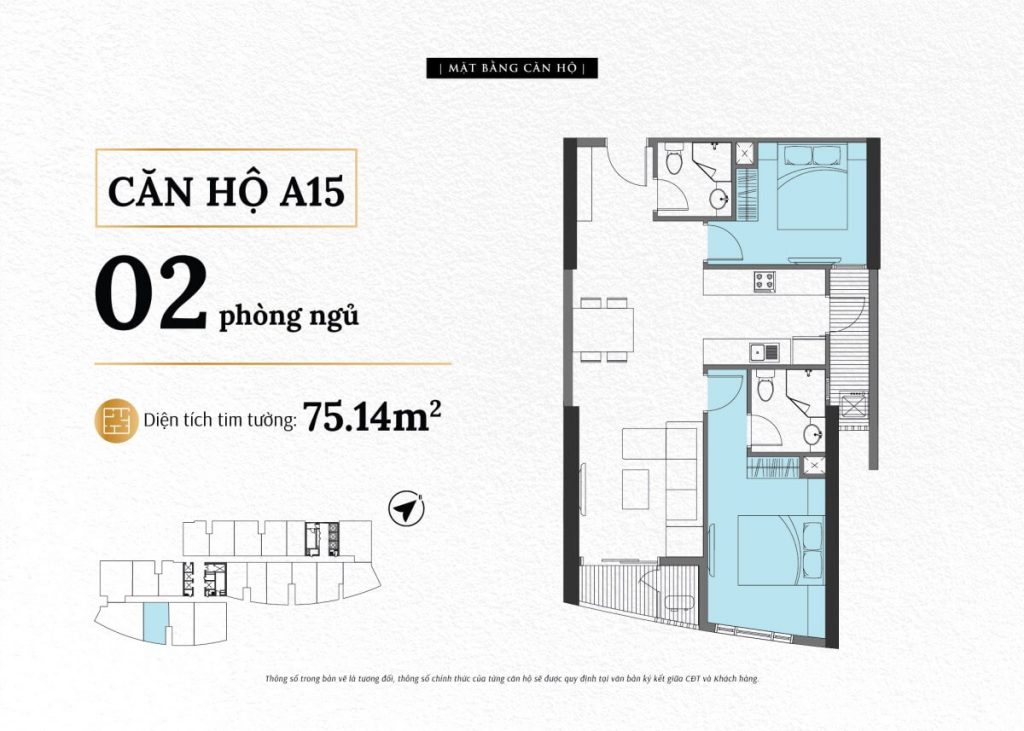 | MẶT BẰNG CĂN HỘ |
CĂN HỘ A15
02 phòng ngủ
Diện tích tim tường: 75.14m²
B
Thông số trong bản vẽ là tương đối, thông số chính thức của từng căn hộ sẽ được quy định tại văn bản ký kết giữa CĐT và Khách hàng.